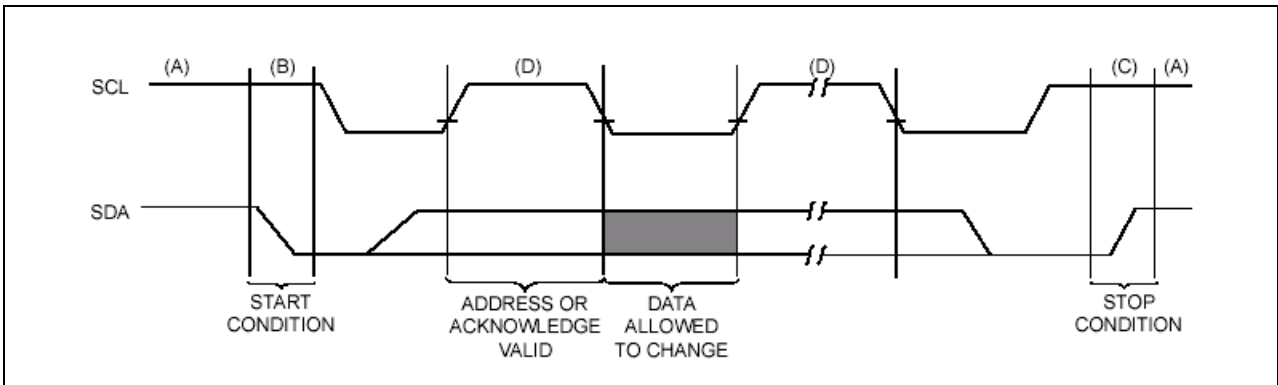 (A) (B) (D) (D) (C) (A)
SCL
SDA
START
CONDITION
ADDRESS OR
ACKNOWLEDGE
VALID
DATA
ALLOWED
TO CHANGE
STOP
CONDITION